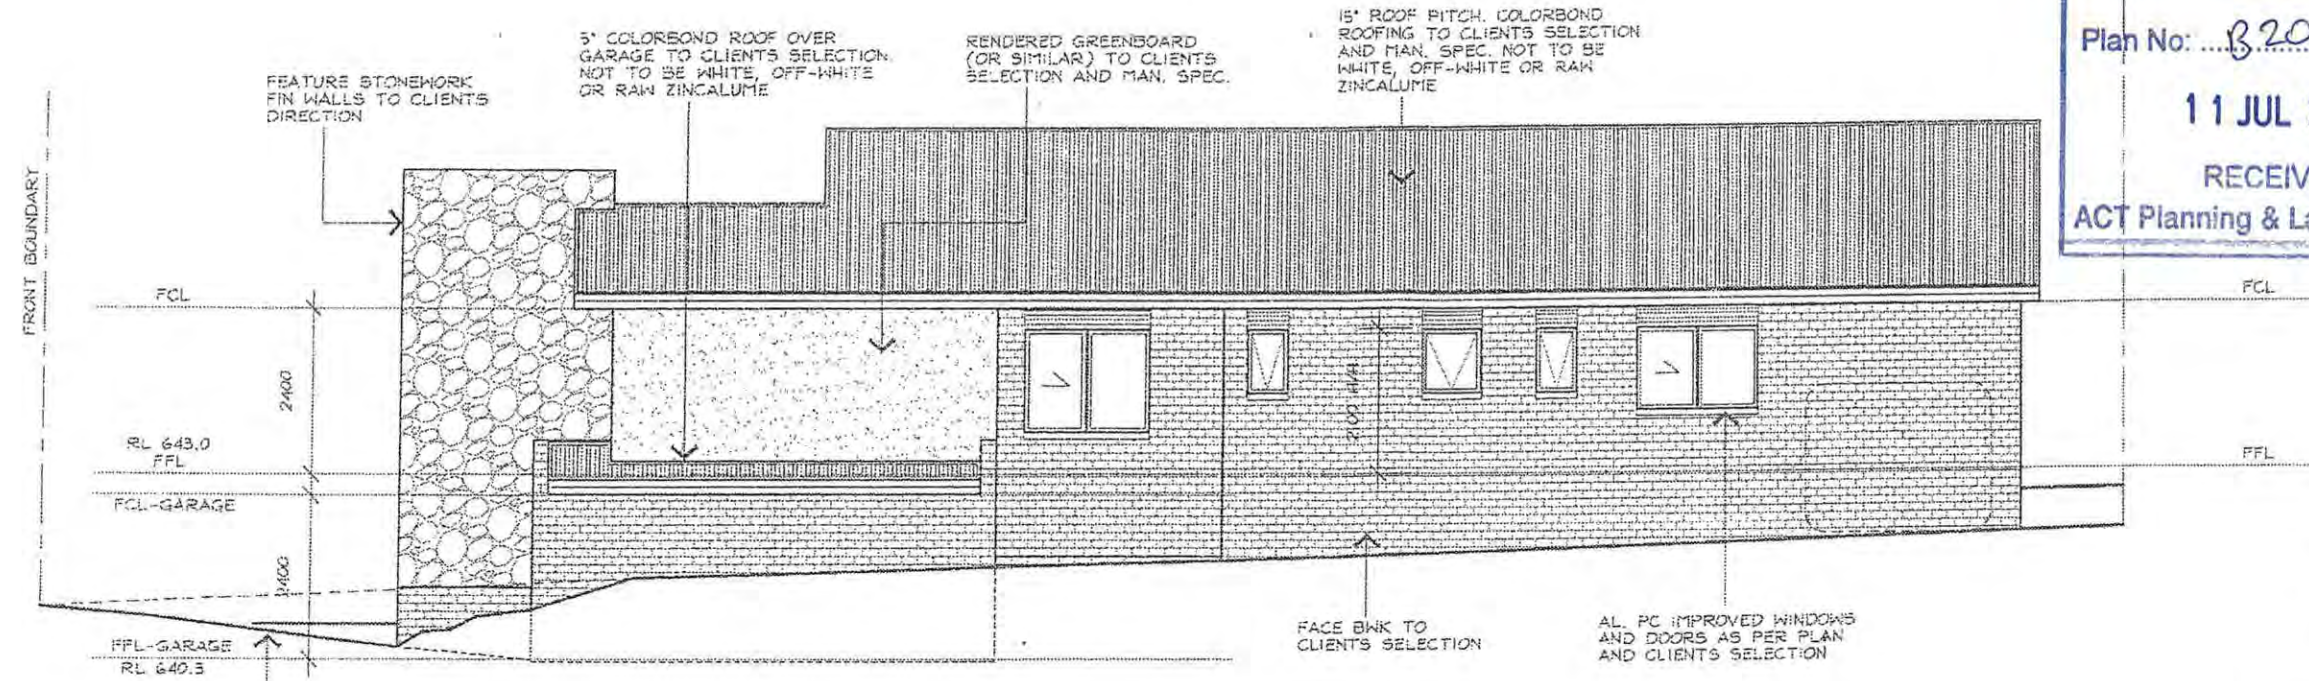 FEATURE STONEWORK
FIN WALLS TO CLIENTS
DIRECTION
5° COLORBOND ROOF OVER
GARAGE TO CLIENTS SELECTION.
NOT TO BE WHITE, OFF-WHITE
OR RAW ZINCALUME
RENDERED GREENBOARD
(OR SIMILAR) TO CLIENTS
SELECTION AND MAN. SPEC.
15° ROOF PITCH. COLORBOND
ROOFING TO CLIENTS SELECTION
AND MAN. SPEC. NOT TO BE
WHITE, OFF-WHITE OR RAW
ZINCALUME
Plan No: ....B20
11 JUL
RECEIV
ACT Planning & La
FRONT BOUNDARY
FCL
FCL
2400
2100 A/A
RL 643.0
FFL
FFL
FCL-GARAGE
2400
FFL-GARAGE
RL 640.3
FACE BWK TO
CLIENTS SELECTION
AL. PC IMPROVED WINDOWS
AND DOORS AS PER PLAN
AND CLIENTS SELECTION